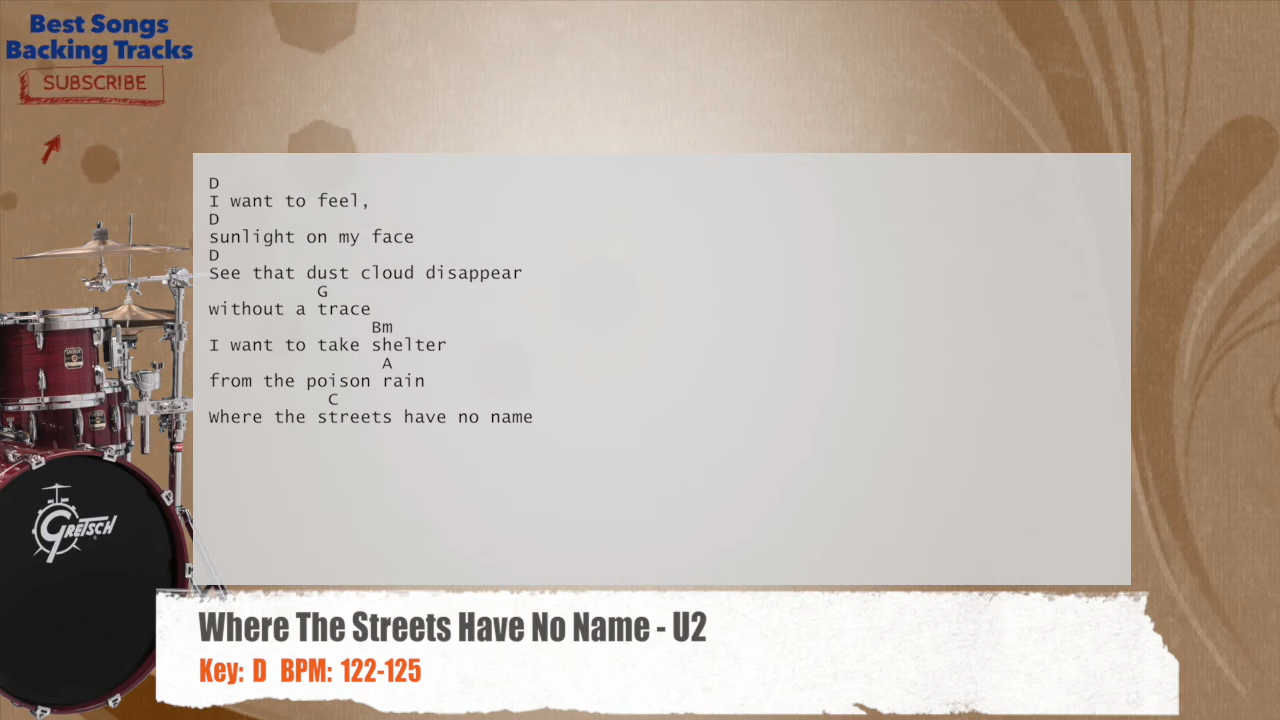 Best Songs
Backing Tracks
SUBSCRIBE
D
I want to feel,
D
sunlight on my face
D
See that dust cloud disappear
G
without a trace
Bm
I want to take shelter
A
from the poison rain
C
Where the streets have no name
GRETSCH
Where The Streets Have No Name - U2
Key: D BPM: 122-125